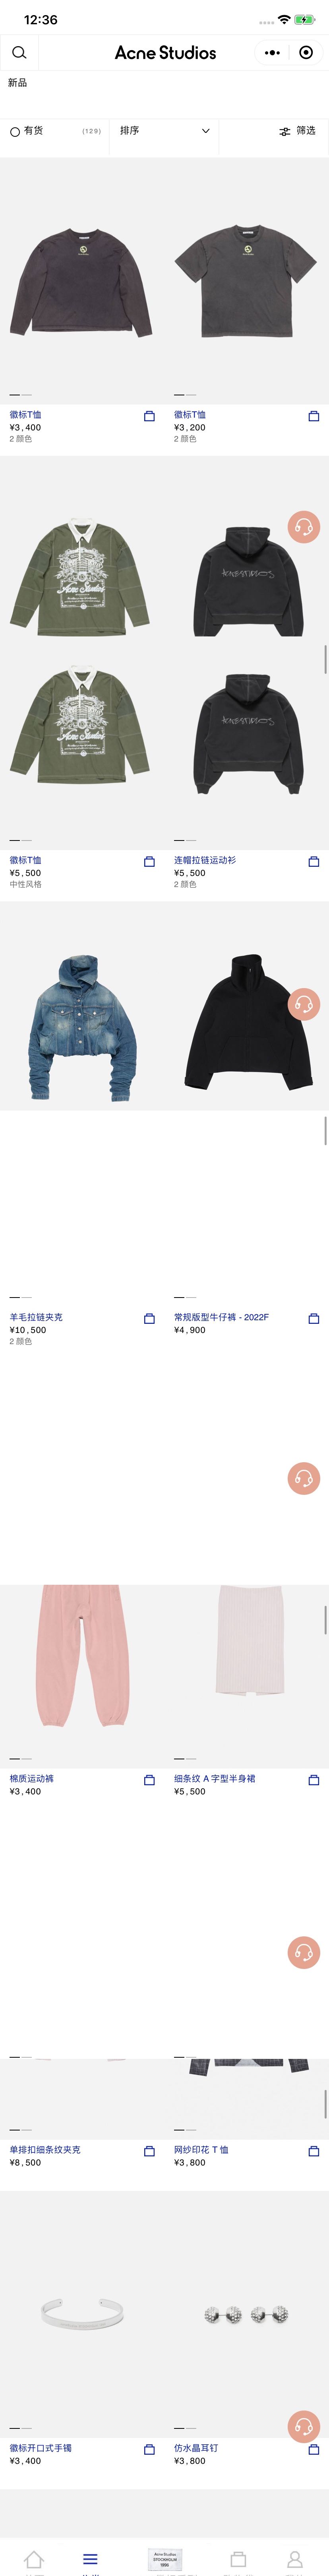 12:36
Acne Studios
新品
有货
(129)
排序
筛选
徽标T恤
¥3,400
2 颜色
徽标T恤
¥3,200
2 颜色
徽标T恤
¥5,500
中性风格
连帽拉链运动衫
¥5,500
2 颜色
羊毛拉链夹克
¥10,500
2 颜色
常规版型牛仔裤 - 2022F
¥4,900
棉质运动裤
¥3,400
细条纹 A 字型半身裙
¥5,500
单排扣细条纹夹克
¥8,500
网纱印花 T 恤
¥3,800
徽标开口式手镯
¥3,400
仿水晶耳钉
¥3,800
Acne Studios
STOCKHOLM
1996